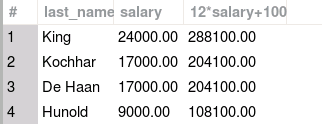 # last_name salary 12*salary+100
1 King 24000.00 288100.00
2 Kochhar 17000.00 204100.00
3 De Haan 17000.00 204100.00
4 Hunold 9000.00 108100.00